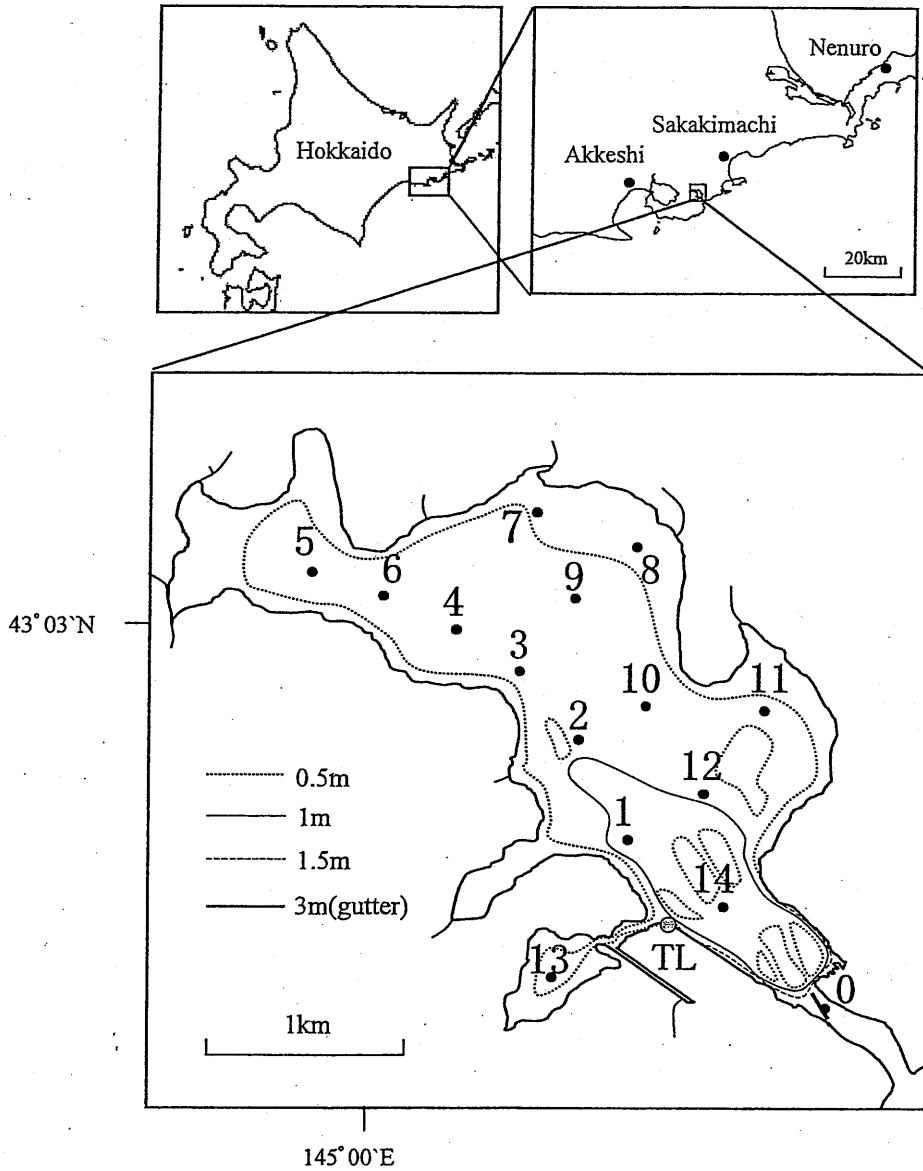 Hokkaido
Nenuro
Sakakimachi
Akkeshi
20km
5
7
6
8
9
4
43°03`N
3
10
11
2
12
0.5m
1
1m
14
1.5m
3m(gutter)
TL
13
0
1km
145°00`E